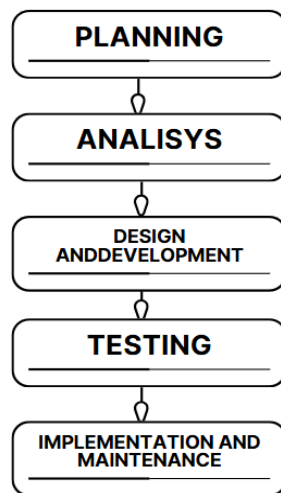 PLANNING
ANALISYS
DESIGN
ANDDEVELOPMENT
TESTING
IMPLEMENTATION AND
MAINTENANCE